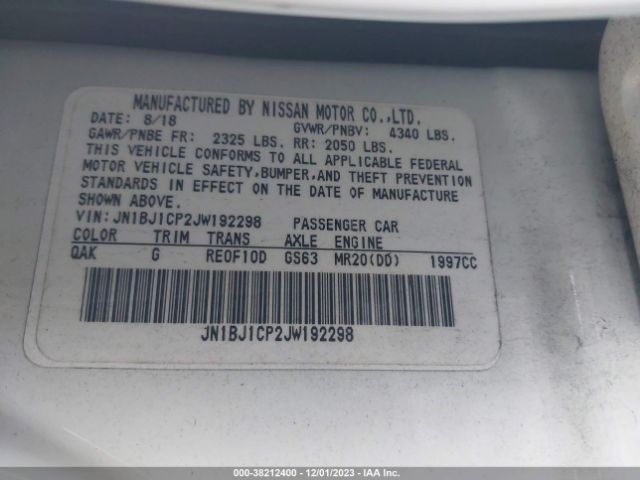 MANUFACTURED BY NISSAN MOTOR CO.,LTD.
DATE: 8/18 GVWR/PNBV: 4340 LBS.
GAWR/PNBE FR: 2325 LBS. RR: 2050 LBS.
THIS VEHICLE CONFORMS TO ALL APPLICABLE FEDERAL
MOTOR VEHICLE SAFETY,BUMPER,AND THEFT PREVENTION
STANDARDS IN EFFECT ON THE DATE OF MANUFACTURE
SHOWN ABOVE.
VIN:JN1BJ1CP2JW192298 PASSENGER CAR
COLOR TRIM TRANS AXLE ENGINE
QAK G RE0F10D GS63 MR20(DD) 1997CC
JN1BJ1CP2JW192298
000-38212400 - 12/01/2023 - IAA Inc.